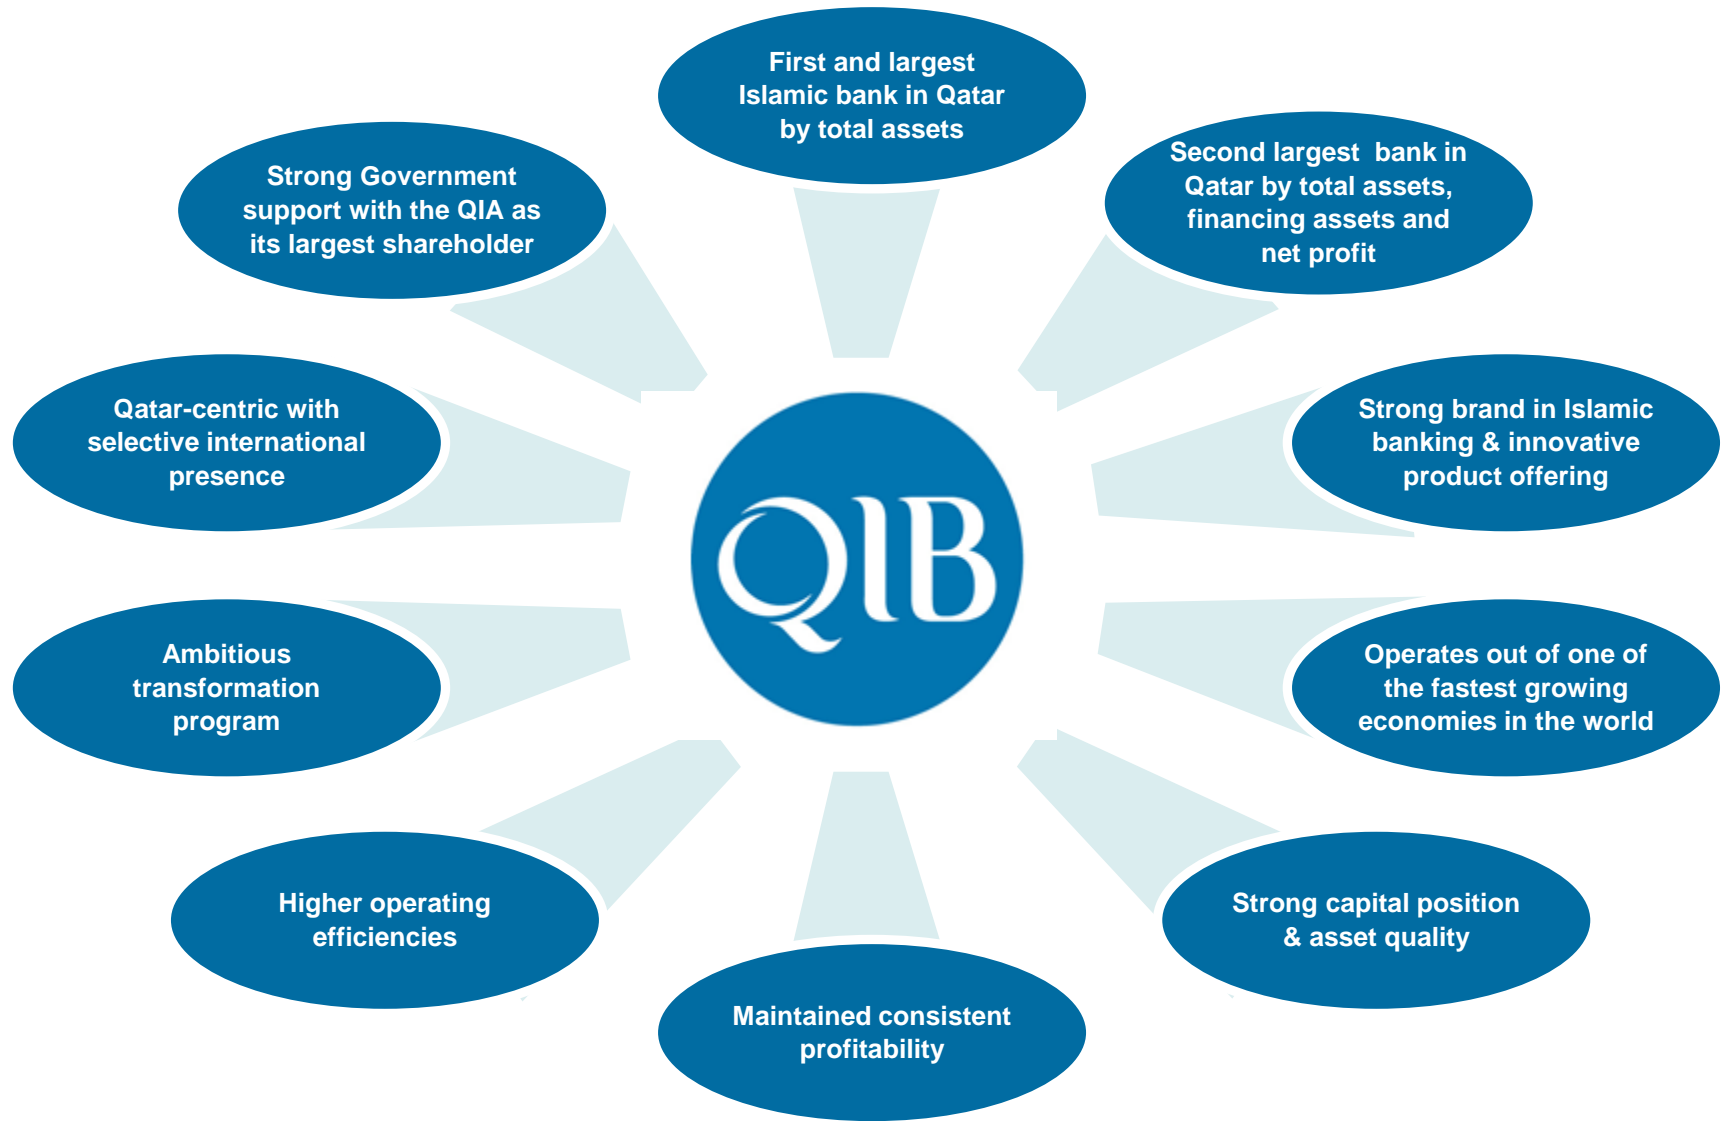 First and largest
Islamic bank in Qatar
by total assets
Second largest bank in
Qatar by total assets,
financing assets and
net profit
Strong brand in Islamic
banking & innovative
product offering
Operates out of one of
the fastest growing
economies in the world
Strong capital position
& asset quality
Maintained consistent
profitability
Higher operating
efficiencies
Ambitious
transformation
program
Qatar-centric with
selective international
presence
Strong Government
support with the QIA as
its largest shareholder
QIB